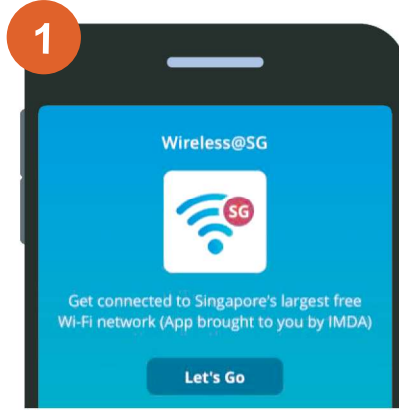 1
Wireless@SG
SG
Get connected to Singapore's largest free
Wi-Fi network (App brought to you by IMDA)
Let's Go